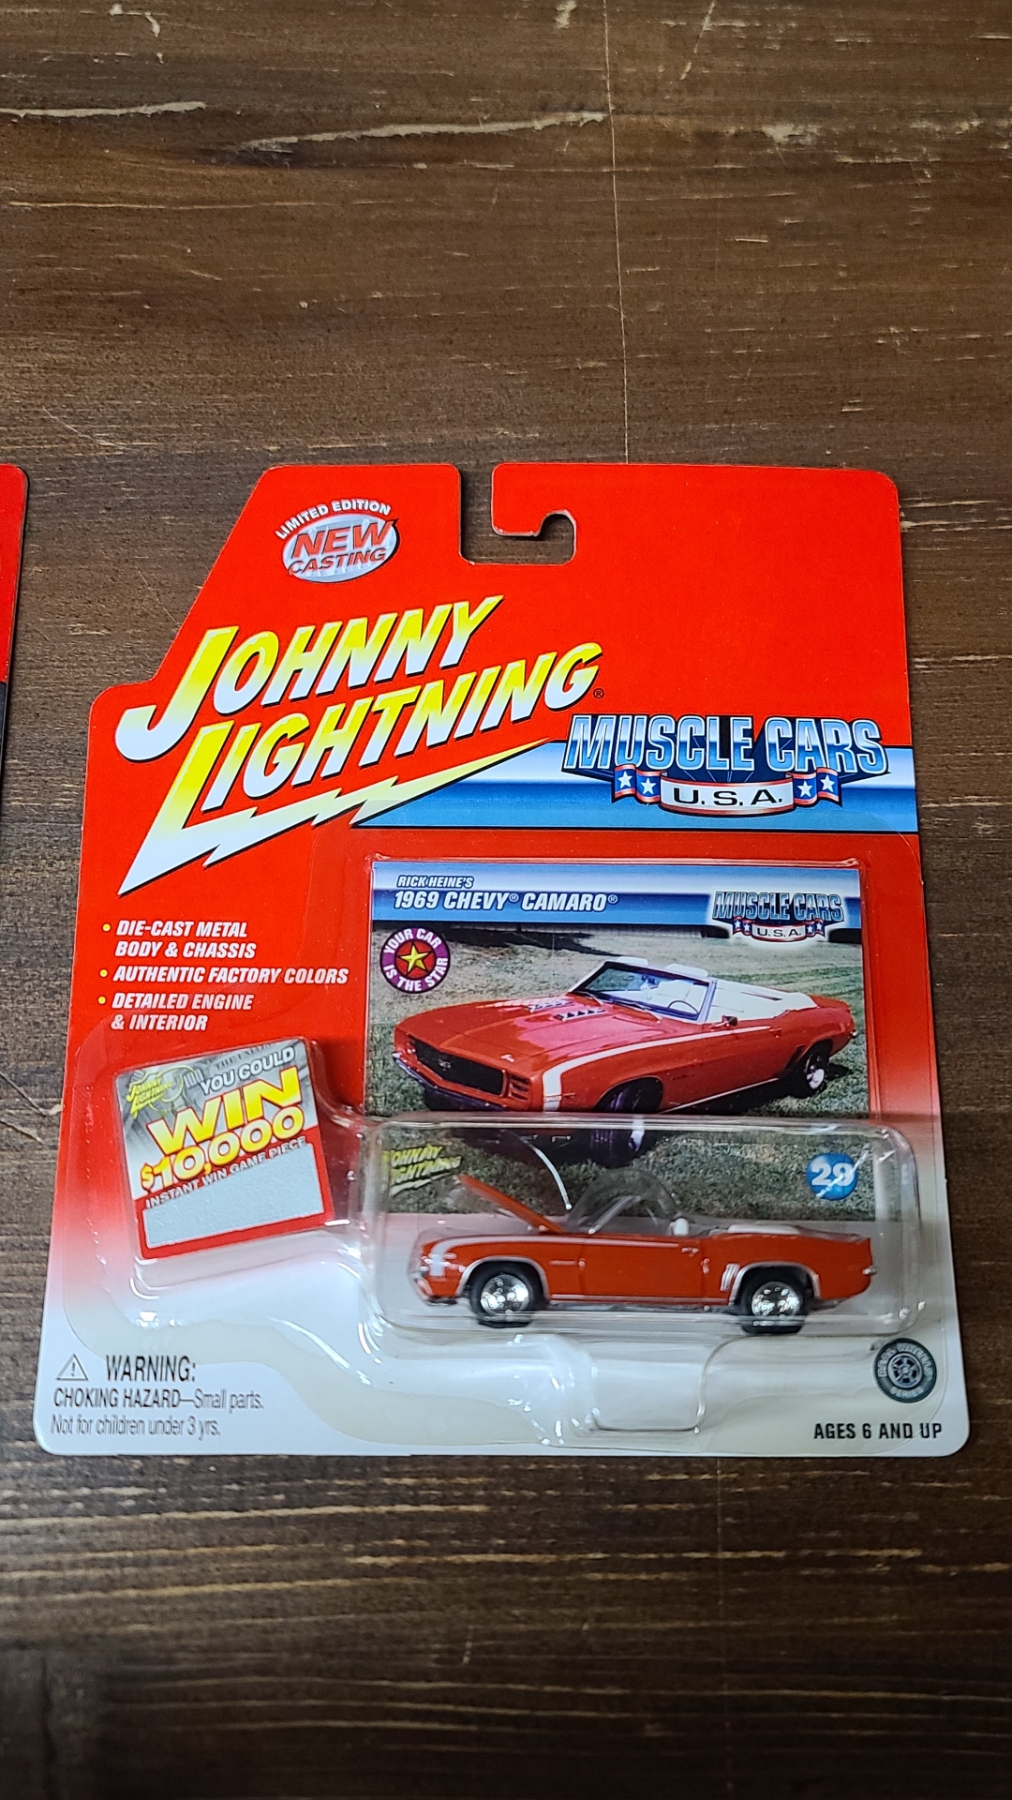 LIMITED EDITION
NEW
CASTING
JOHNNY
LIGHTNING®
MUSCLE CARS
U.S.A.
RICK HEINE'S
1969 CHEVY® CAMARO®
MUSCLE CARS
U.S.A.
YOUR CAR
IS THE STAR
• DIE-CAST METAL
BODY & CHASSIS
• AUTHENTIC FACTORY COLORS
• DETAILED ENGINE
& INTERIOR
JOHNNY
LIGHTNING
YOU COULD
WIN
$10,000
INSTANT WIN GAME PIECE
JOHNNY
LIGHTNING
29
WARNING:
CHOKING HAZARD—Small parts.
Not for children under 3 yrs.
SERIES
AGES 6 AND UP